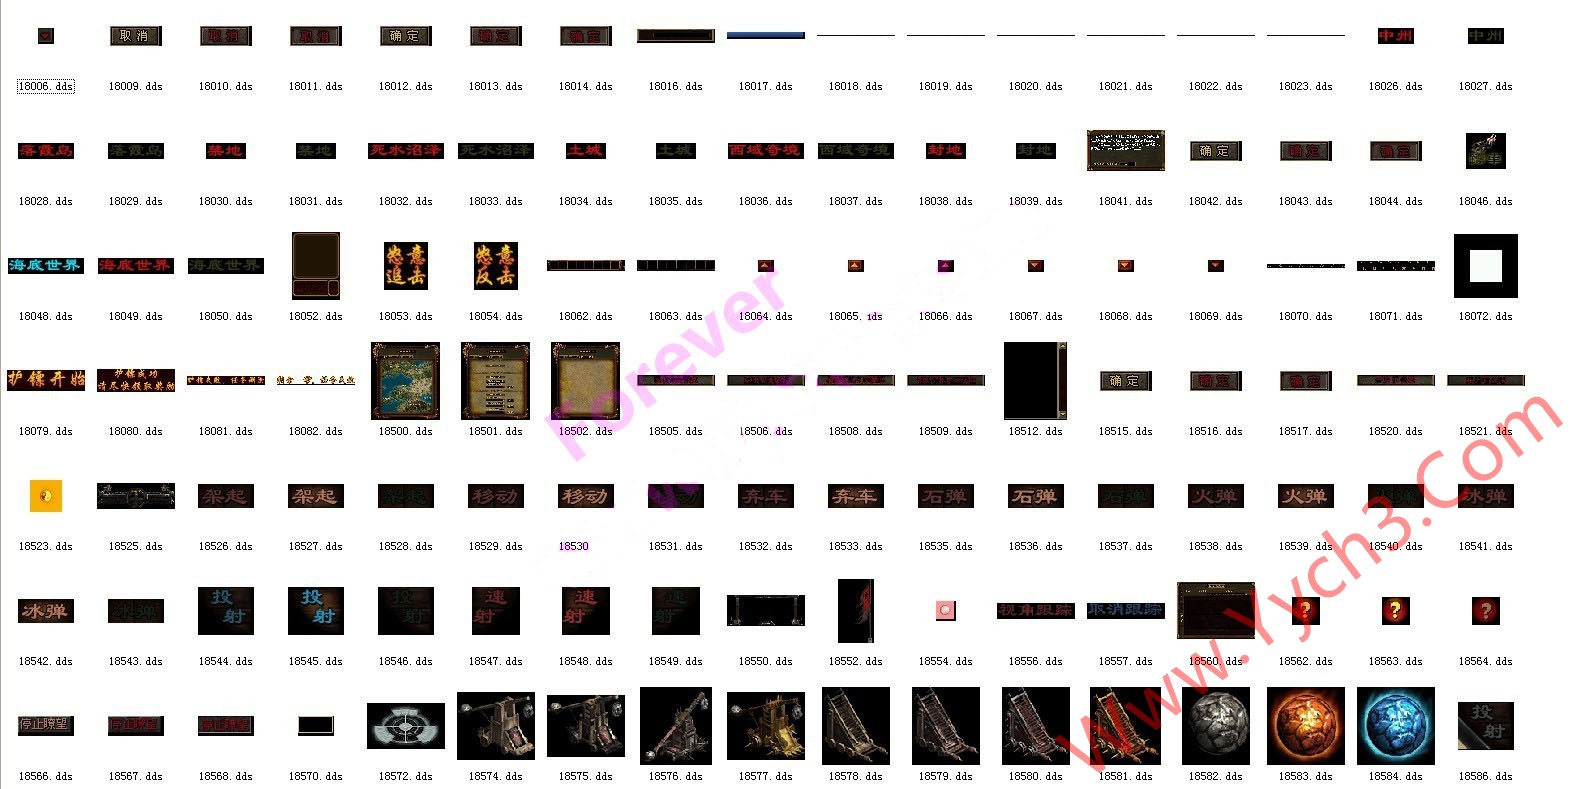 取消 取消 取消 确定 确定 确定 中州 中州
18006.dds 18009.dds 18010.dds 18011.dds 18012.dds 18013.dds 18014.dds 18016.dds 18017.dds 18018.dds 18019.dds 18020.dds 18021.dds 18022.dds 18023.dds 18026.dds 18027.dds
落霞岛 落霞岛 禁地 禁地 死水沼泽 死水沼泽 土城 土城 西域奇境 西域奇境 封地 封地 确定 确定 确定
18028.dds 18029.dds 18030.dds 18031.dds 18032.dds 18033.dds 18034.dds 18035.dds 18036.dds 18037.dds 18038.dds 18039.dds 18041.dds 18042.dds 18043.dds 18044.dds 18046.dds
海底世界 海底世界 海底世界 怒意追击 怒意反击
18048.dds 18049.dds 18050.dds 18052.dds 18053.dds 18054.dds 18062.dds 18063.dds 18064.dds 18065.dds 18066.dds 18067.dds 18068.dds 18069.dds 18070.dds 18071.dds 18072.dds
护镖开始 护镖成功 请尽快领取奖励 确定 确定 确定
18079.dds 18080.dds 18081.dds 18082.dds 18500.dds 18501.dds 18502.dds 18505.dds 18506.dds 18508.dds 18509.dds 18512.dds 18515.dds 18516.dds 18517.dds 18520.dds 18521.dds
架起 架起 架起 移动 移动 移动 弃车 弃车 石弹 石弹 石弹 火弹 火弹 火弹 冰弹
18523.dds 18525.dds 18526.dds 18527.dds 18528.dds 18529.dds 18530 18531.dds 18532.dds 18533.dds 18535.dds 18536.dds 18537.dds 18538.dds 18539.dds 18540.dds 18541.dds
冰弹 冰弹 投射 投射 投射 速射 速射 速射 视角跟踪 取消跟踪 ? ? ?
18542.dds 18543.dds 18544.dds 18545.dds 18546.dds 18547.dds 18548.dds 18549.dds 18550.dds 18552.dds 18554.dds 18556.dds 18557.dds 18560.dds 18562.dds 18563.dds 18564.dds
停止瞭望 停止瞭望 停止瞭望 投射
18566.dds 18567.dds 18568.dds 18570.dds 18572.dds 18574.dds 18575.dds 18576.dds 18577.dds 18578.dds 18579.dds 18580.dds 18581.dds 18582.dds 18583.dds 18584.dds 18586.dds
Forever
www.Yych3.Com